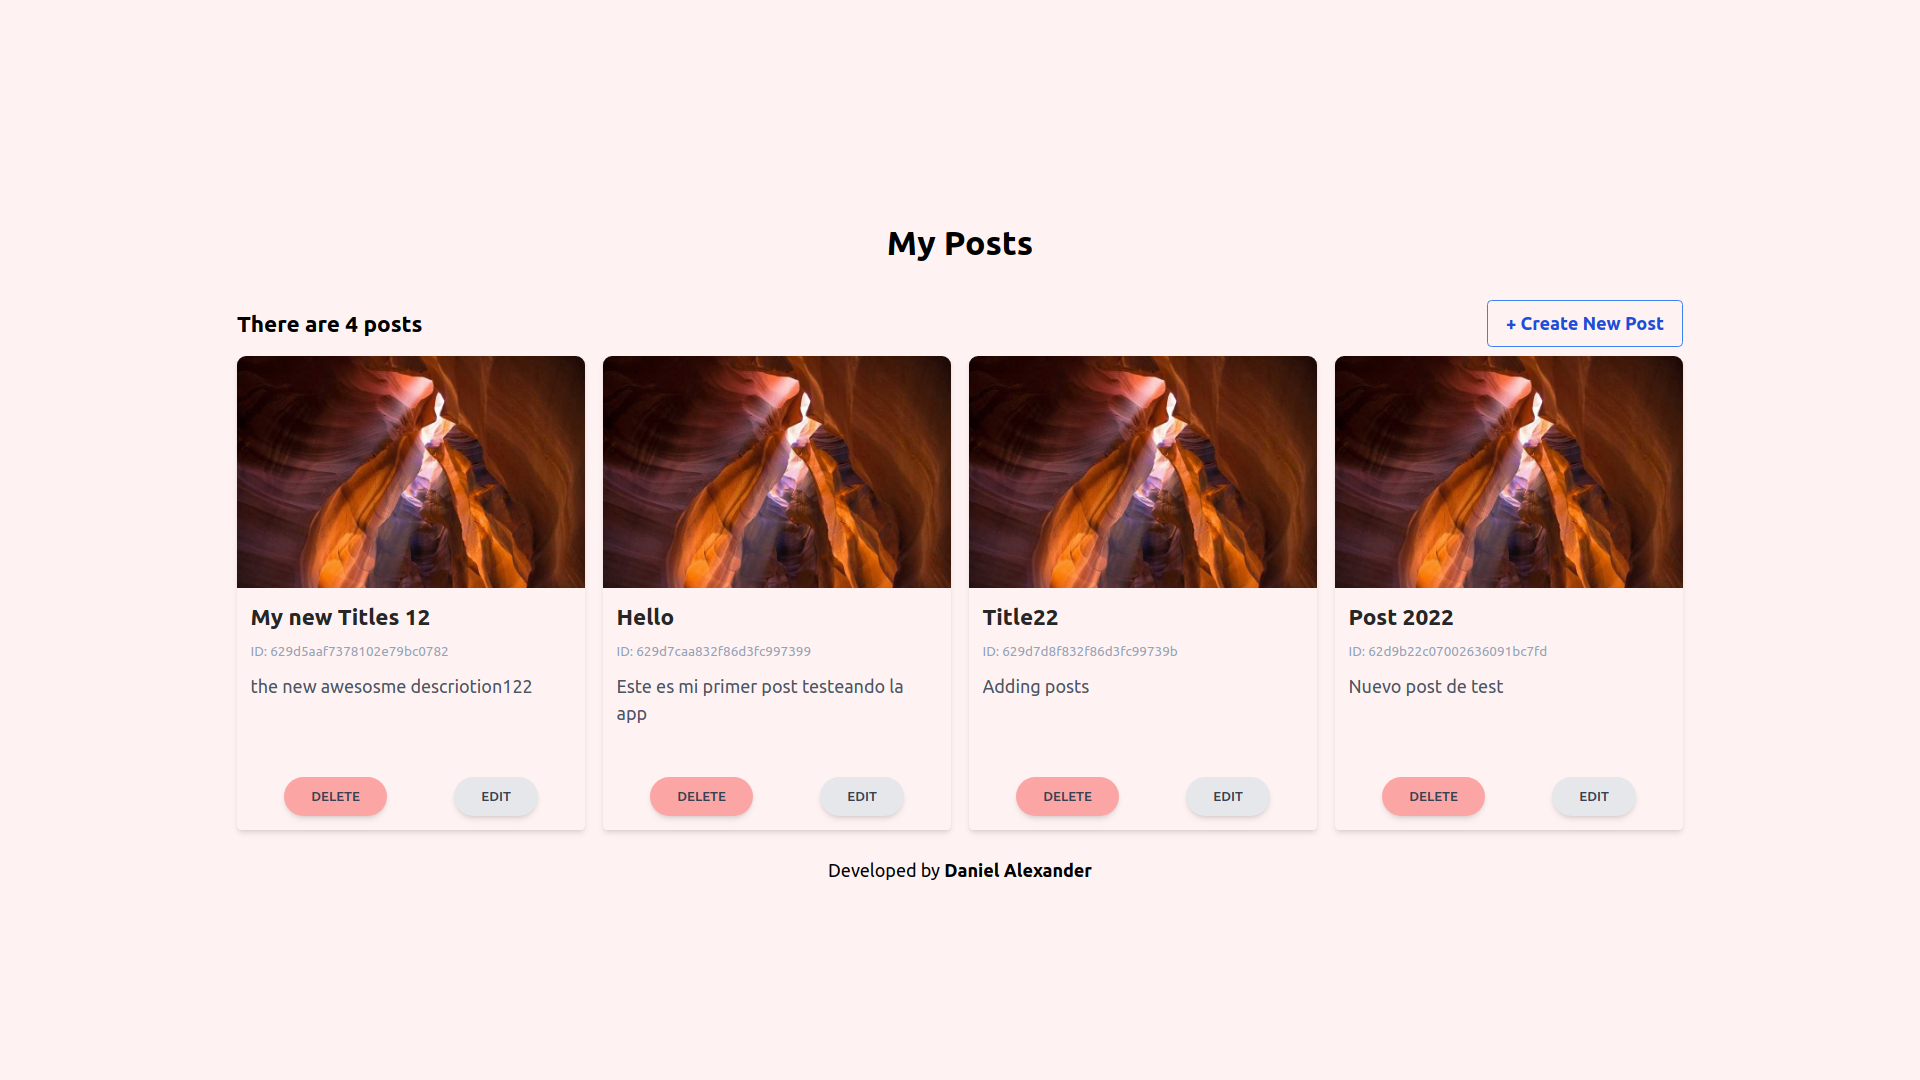 My Posts
There are 4 posts
+ Create New Post
My new Titles 12
ID: 629d5aaf7378102e79bc0782
the new awesosme descriotion122
DELETE
EDIT
Hello
ID: 629d7caa832f86d3fc997399
Este es mi primer post testeando la
app
DELETE
EDIT
Title22
ID: 629d7d8f832f86d3fc99739b
Adding posts
DELETE
EDIT
Post 2022
ID: 62d9b22c07002636091bc7fd
Nuevo post de test
DELETE
EDIT
Developed by Daniel Alexander